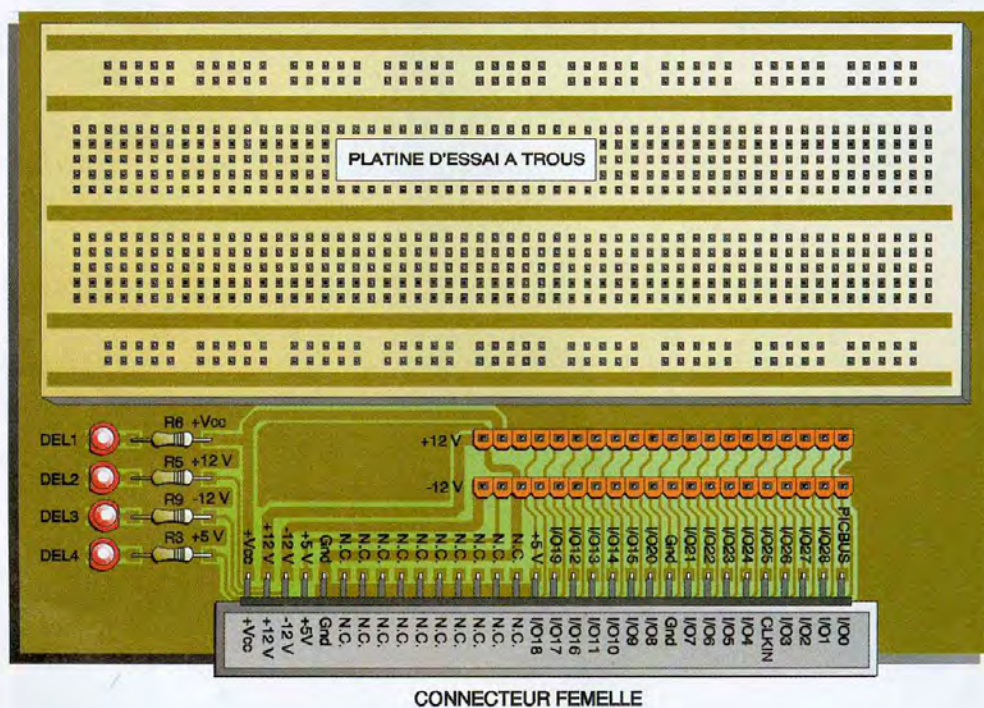 PLATINE D'ESSAI A TROUS
DEL1
R6
+Vcc
DEL2
R5
+12 V
DEL3
R9
-12 V
DEL4
R3
+5 V
+12 V
-12 V
+Vcc
+12 V
-12 V
+5 V
Gnd
N.C.
N.C.
N.C.
N.C.
N.C.
N.C.
N.C.
N.C.
N.C.
N.C.
+5 V
I/O19
I/O12
I/O13
I/O14
I/O15
I/O20
Gnd
I/O21
I/O22
I/O23
I/O24
I/O25
I/O26
I/O27
I/O28
PICBUS
+Vcc
+12 V
-12 V
+5V
Gnd
N.C.
N.C.
N.C.
N.C.
N.C.
N.C.
N.C.
N.C.
N.C.
N.C.
I/O18
I/O17
I/O16
I/O11
I/O10
I/O9
I/O8
Gnd
I/O7
I/O6
I/O5
I/O4
CLKIN
I/O3
I/O2
I/O1
I/O0
CONNECTEUR FEMELLE